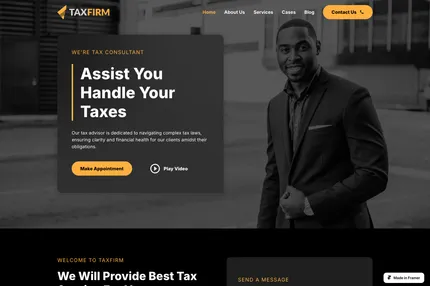 TAXFIRM
Home About Us Services Cases Blog Contact Us
WE'RE TAX CONSULTANT
Assist You
Handle Your
Taxes
Our tax advisor is dedicated to navigating complex tax laws,
ensuring clarity and financial health for our clients amidst their
obligations.
Make Appointment Play Video
WELCOME TO TAXFIRM
We Will Provide Best Tax
SEND A MESSAGE
Made in Framer